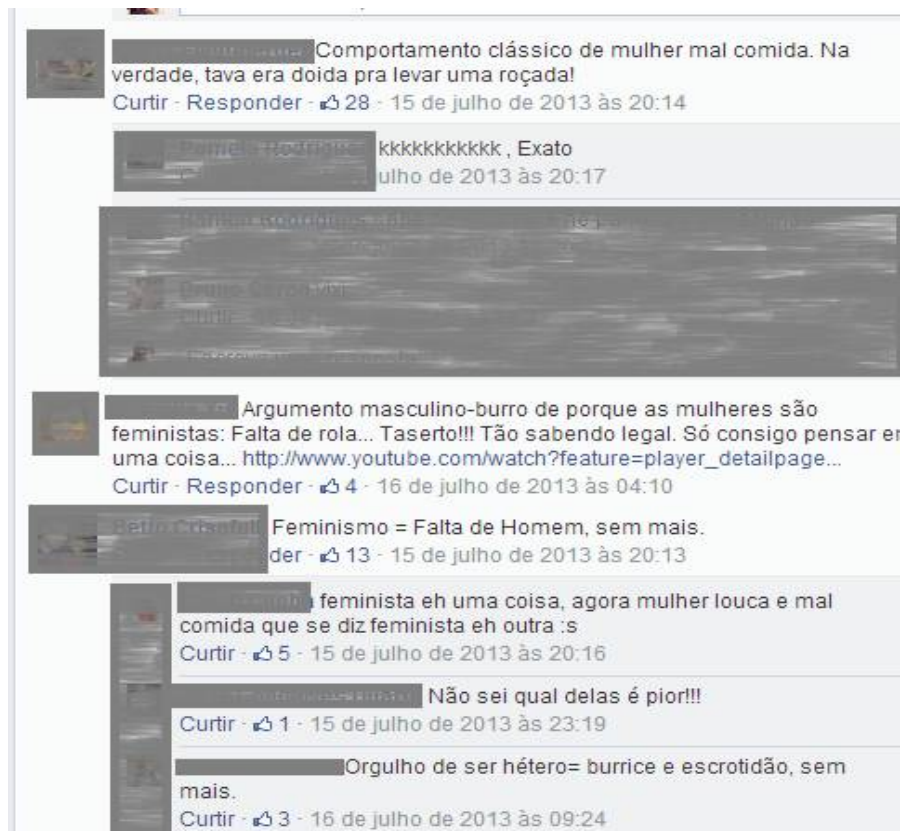 Comportamento clássico de mulher mal comida. Na
verdade, tava era doida pra levar uma roçada!
Curtir · Responder · 28 · 15 de julho de 2013 às 20:14
kkkkkkkkkkk , Exato
ulho de 2013 às 20:17
Argumento masculino-burro de porque as mulheres são
feministas: Falta de rola... Taserto!!! Tão sabendo legal. Só consigo pensar
uma coisa... http://www.youtube.com/watch?feature=player_detailpage...
Curtir · Responder · 4 · 16 de julho de 2013 às 04:10
Feminismo = Falta de Homem, sem mais.
der · 13 · 15 de julho de 2013 às 20:13
feminista eh uma coisa, agora mulher louca e mal
comida que se diz feminista eh outra :s
Curtir · 5 · 15 de julho de 2013 às 20:16
Não sei qual delas é pior!!!
Curtir · 1 · 15 de julho de 2013 às 23:19
Orgulho de ser hétero= burrice e escrotidão, sem
mais.
Curtir · 3 · 16 de julho de 2013 às 09:24